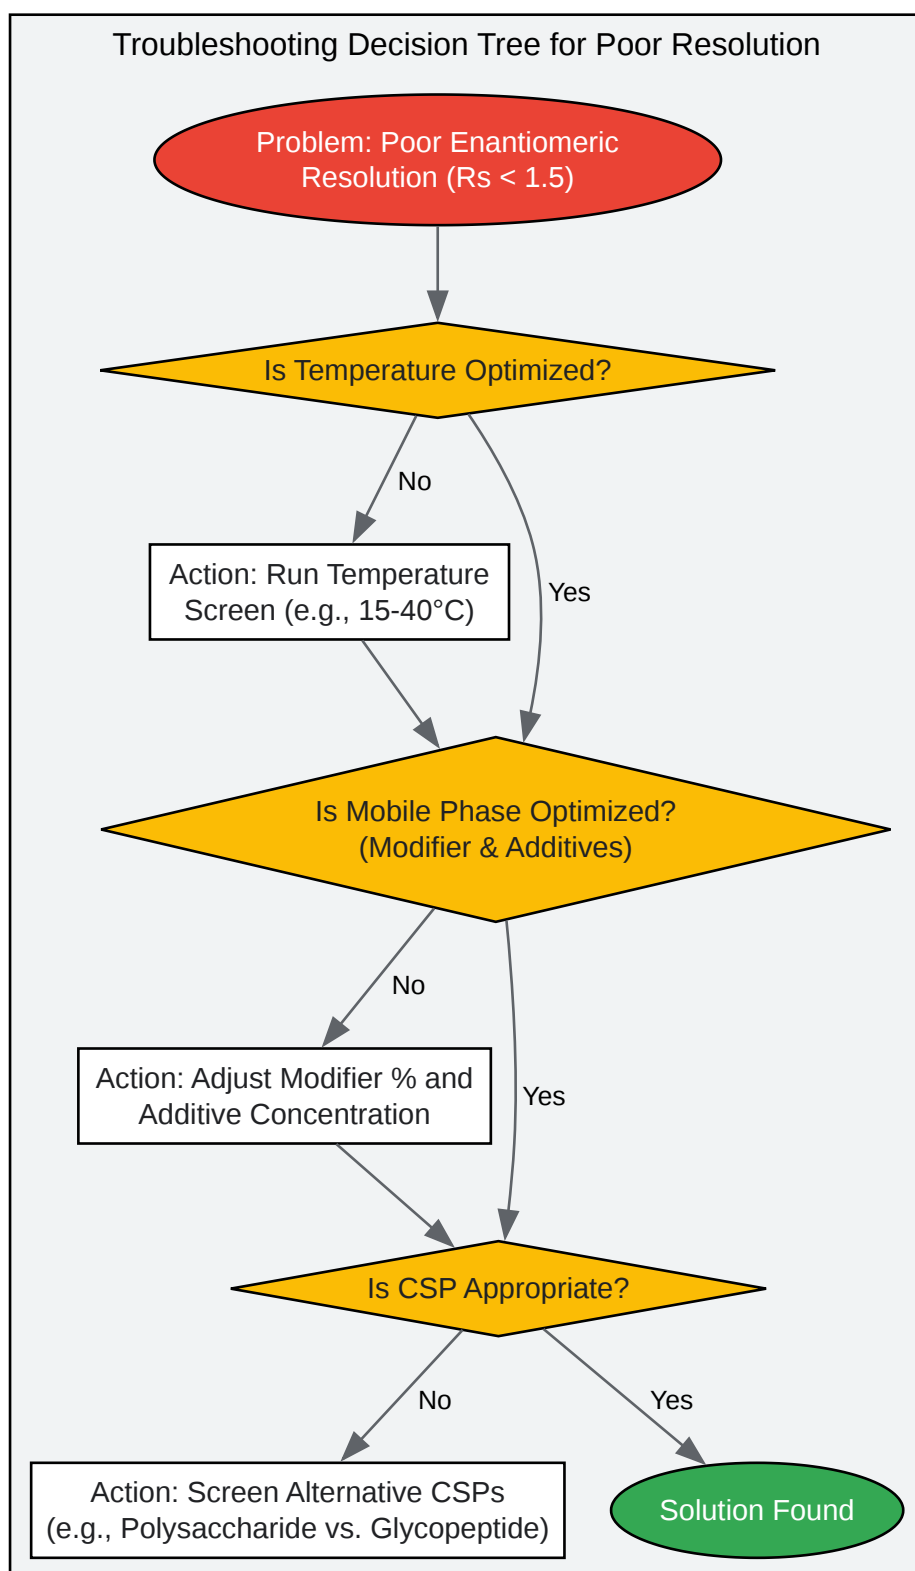 Troubleshooting Decision Tree for Poor Resolution
Problem: Poor Enantiomeric
Resolution (Rs < 1.5)
Is Temperature Optimized?
No
Action: Run Temperature
Screen (e.g., 15-40°C)
Yes
Is Mobile Phase Optimized?
(Modifier & Additives)
No
Action: Adjust Modifier % and
Additive Concentration
Yes
Is CSP Appropriate?
No
Yes
Action: Screen Alternative CSPs
(e.g., Polysaccharide vs. Glycopeptide)
Solution Found